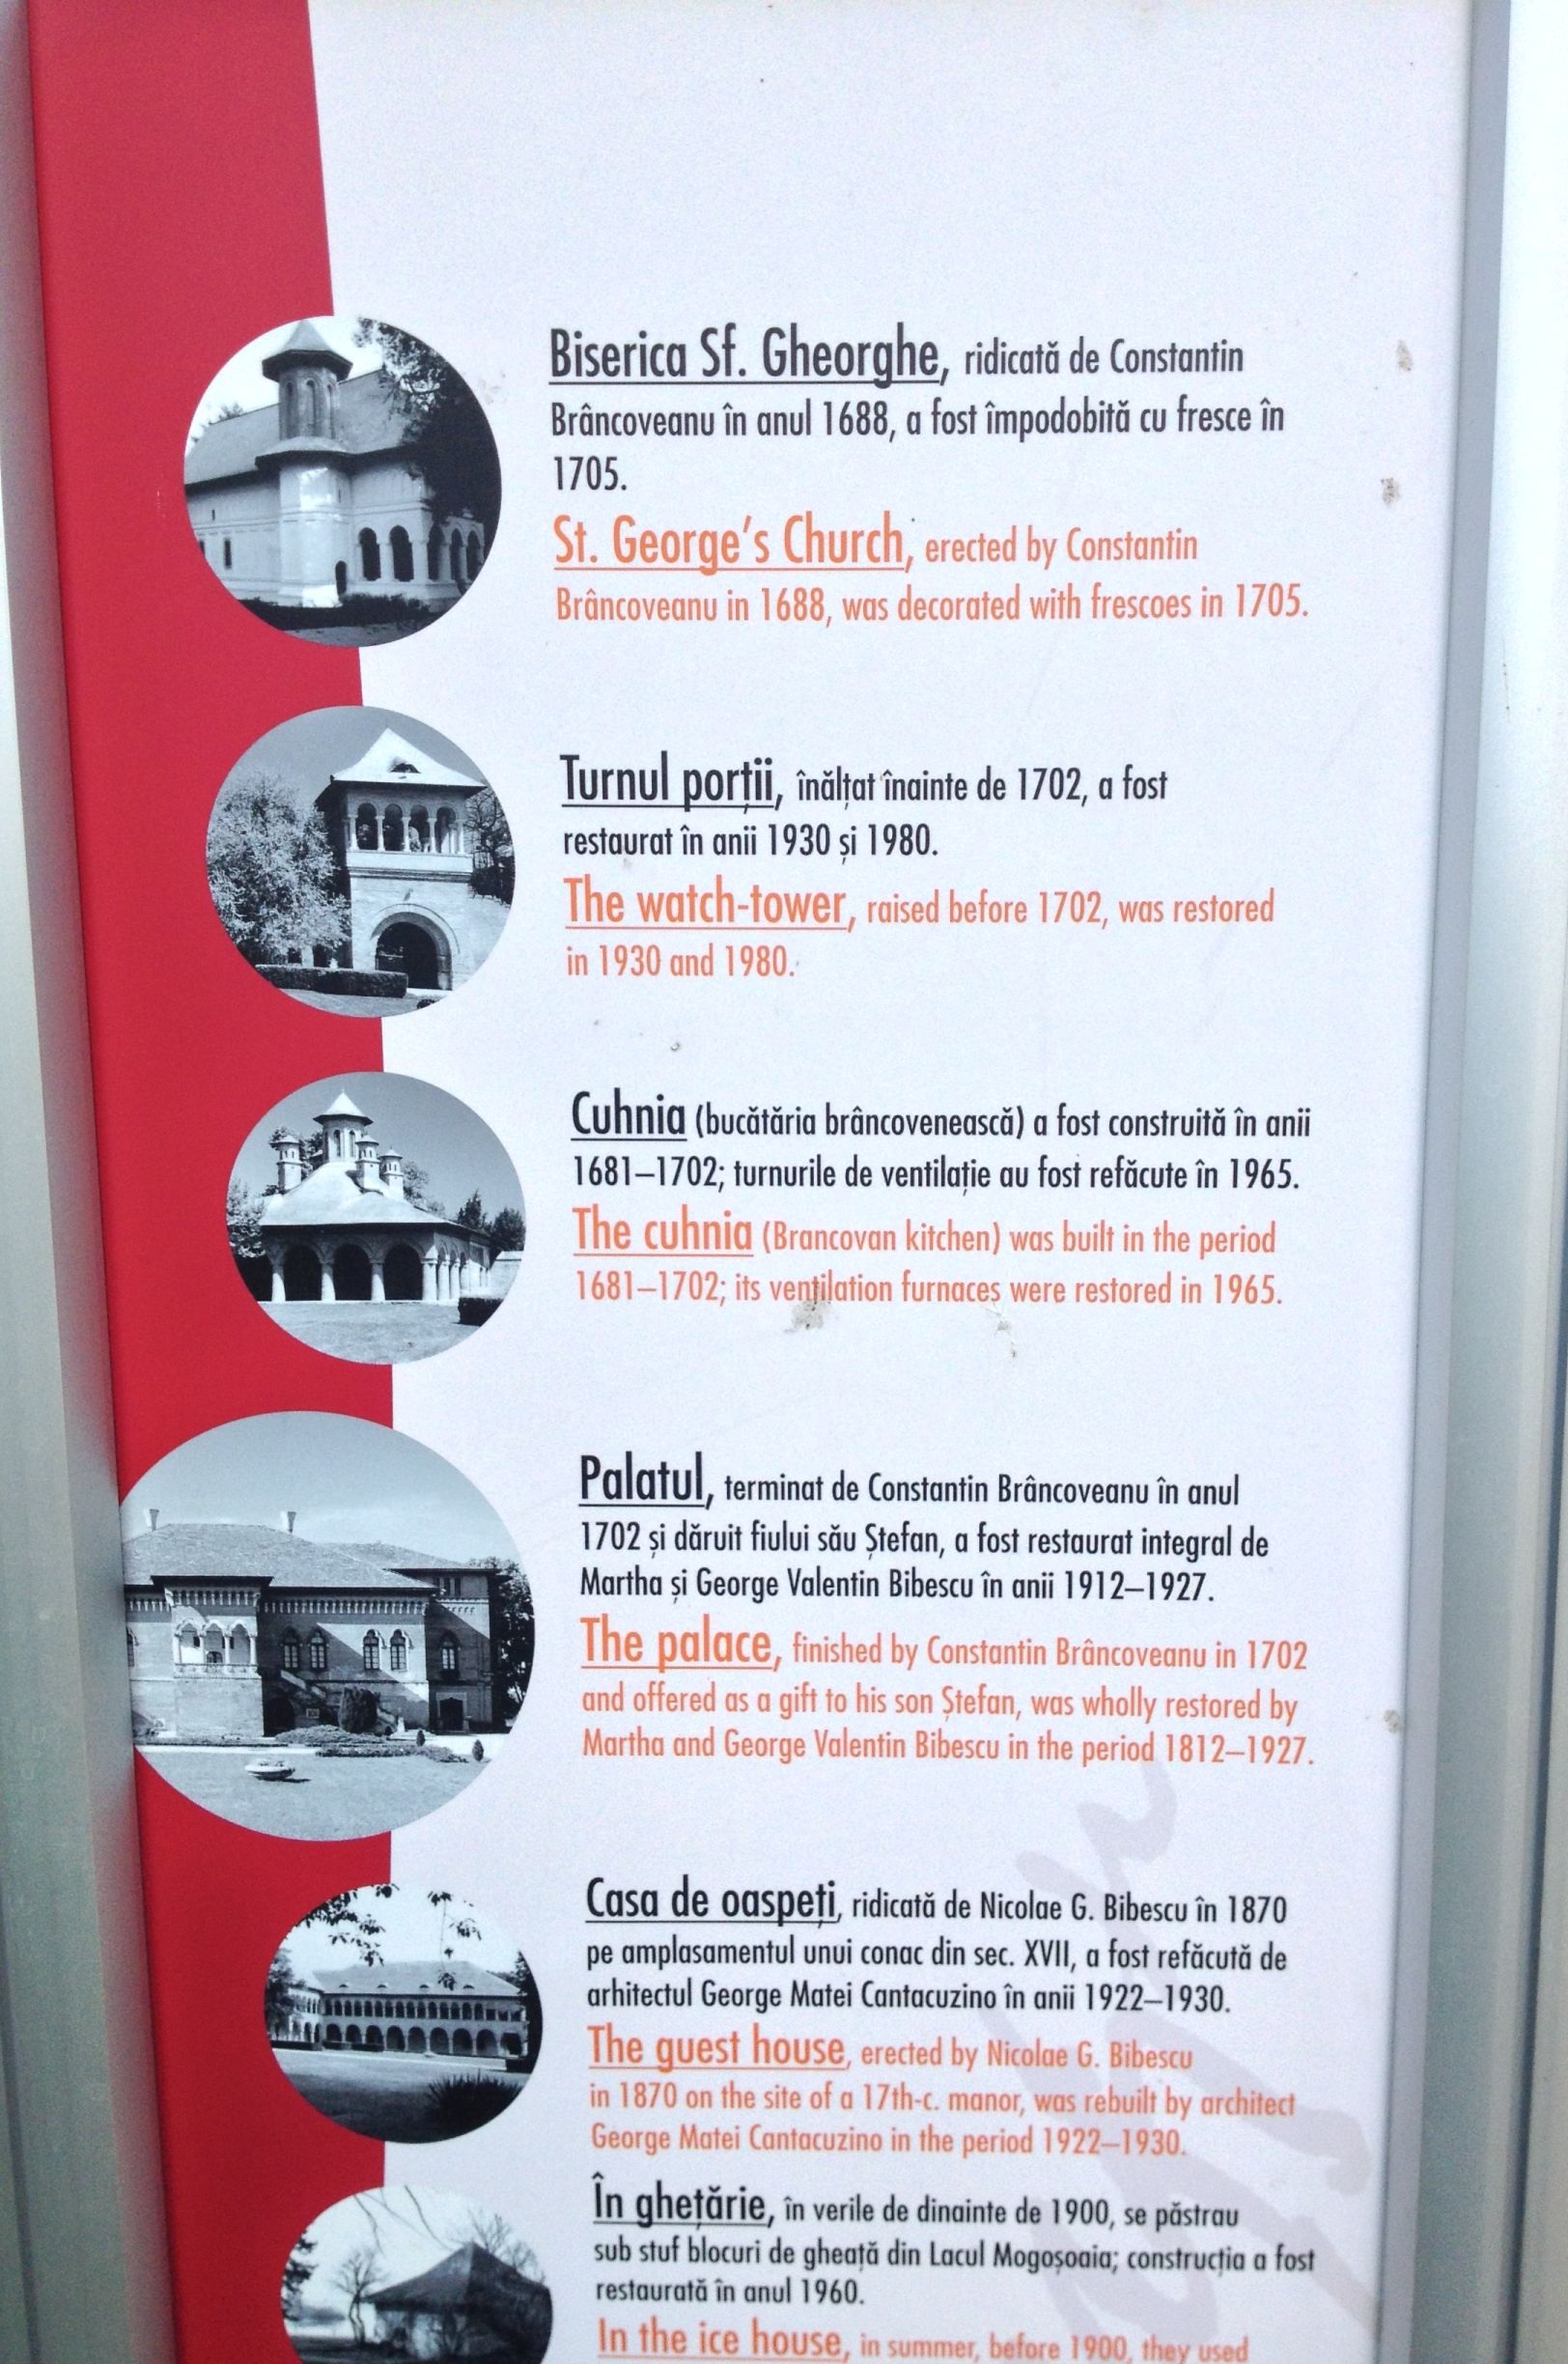 Biserica Sf. Gheorghe, ridicată de Constantin
Brâncoveanu în anul 1688, a fost împodobită cu fresce în
1705.
St. George's Church, erected by Constantin
Brâncoveanu in 1688, was decorated with frescoes in 1705.
Turnul porții, înălțat înainte de 1702, a fost
restaurat în anii 1930 și 1980.
The watch-tower, raised before 1702, was restored
in 1930 and 1980.
Cuhnia (bucătăria brâncovenească) a fost construită în anii
1681–1702; turnurile de ventilație au fost refăcute în 1965.
The cuhnia (Brancovan kitchen) was built in the period
1681–1702; its ventilation furnaces were restored in 1965.
Palatul, terminat de Constantin Brâncoveanu în anul
1702 și dăruit fiului său Ștefan, a fost restaurat integral de
Martha și George Valentin Bibescu în anii 1912–1927.
The palace, finished by Constantin Brâncoveanu in 1702
and offered as a gift to his son Ștefan, was wholly restored by
Martha and George Valentin Bibescu in the period 1812–1927.
Casa de oaspeți, ridicată de Nicolae G. Bibescu în 1870
pe amplasamentul unui conac din sec. XVII, a fost refăcută de
arhitectul George Matei Cantacuzino în anii 1922–1930.
The guest house, erected by Nicolae G. Bibescu
in 1870 on the site of a 17th-c. manor, was rebuilt by architect
George Matei Cantacuzino in the period 1922–1930.
În ghețărie, în verile de dinainte de 1900, se păstrau
sub stuf blocuri de gheață din Lacul Mogoșoaia; construcția a fost
restaurată în anul 1960.
In the ice house, in summer, before 1900, they used